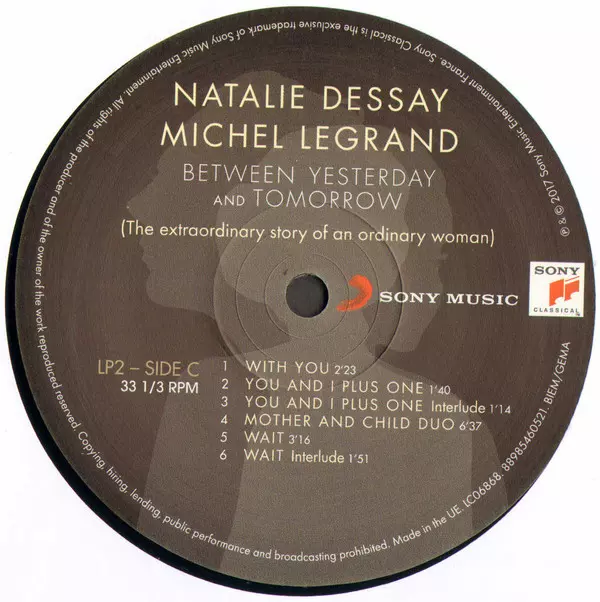 NATALIE DESSAY
MICHEL LEGRAND
BETWEEN YESTERDAY
AND TOMORROW
(The extraordinary story of an ordinary woman)
SONY MUSIC
SONY
CLASSICAL
LP2 – SIDE C
33 1/3 RPM
1 WITH YOU 2'23
2 YOU AND I PLUS ONE 1'40
3 YOU AND I PLUS ONE Interlude 1'14
4 MOTHER AND CHILD DUO 6'37
5 WAIT 3'16
6 WAIT Interlude 1'51
℗ & © 2017 Sony Music Entertainment France. Sony Classical is the exclusive trademark of Sony Music Entertainment. All rights of the producer and of the owner of the work reproduced reserved. Copying, hiring, lending, public performance and broadcasting prohibited. Made in the UE. LC06868. 88985460521. BIEM/GEMA